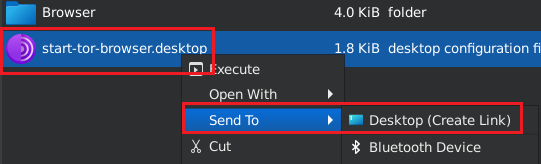 Browser 4.0 KiB folder
start-tor-browser.desktop 1.8 KiB desktop configuration fi
Execute
Open With
Send To Desktop (Create Link)
Cut Bluetooth Device